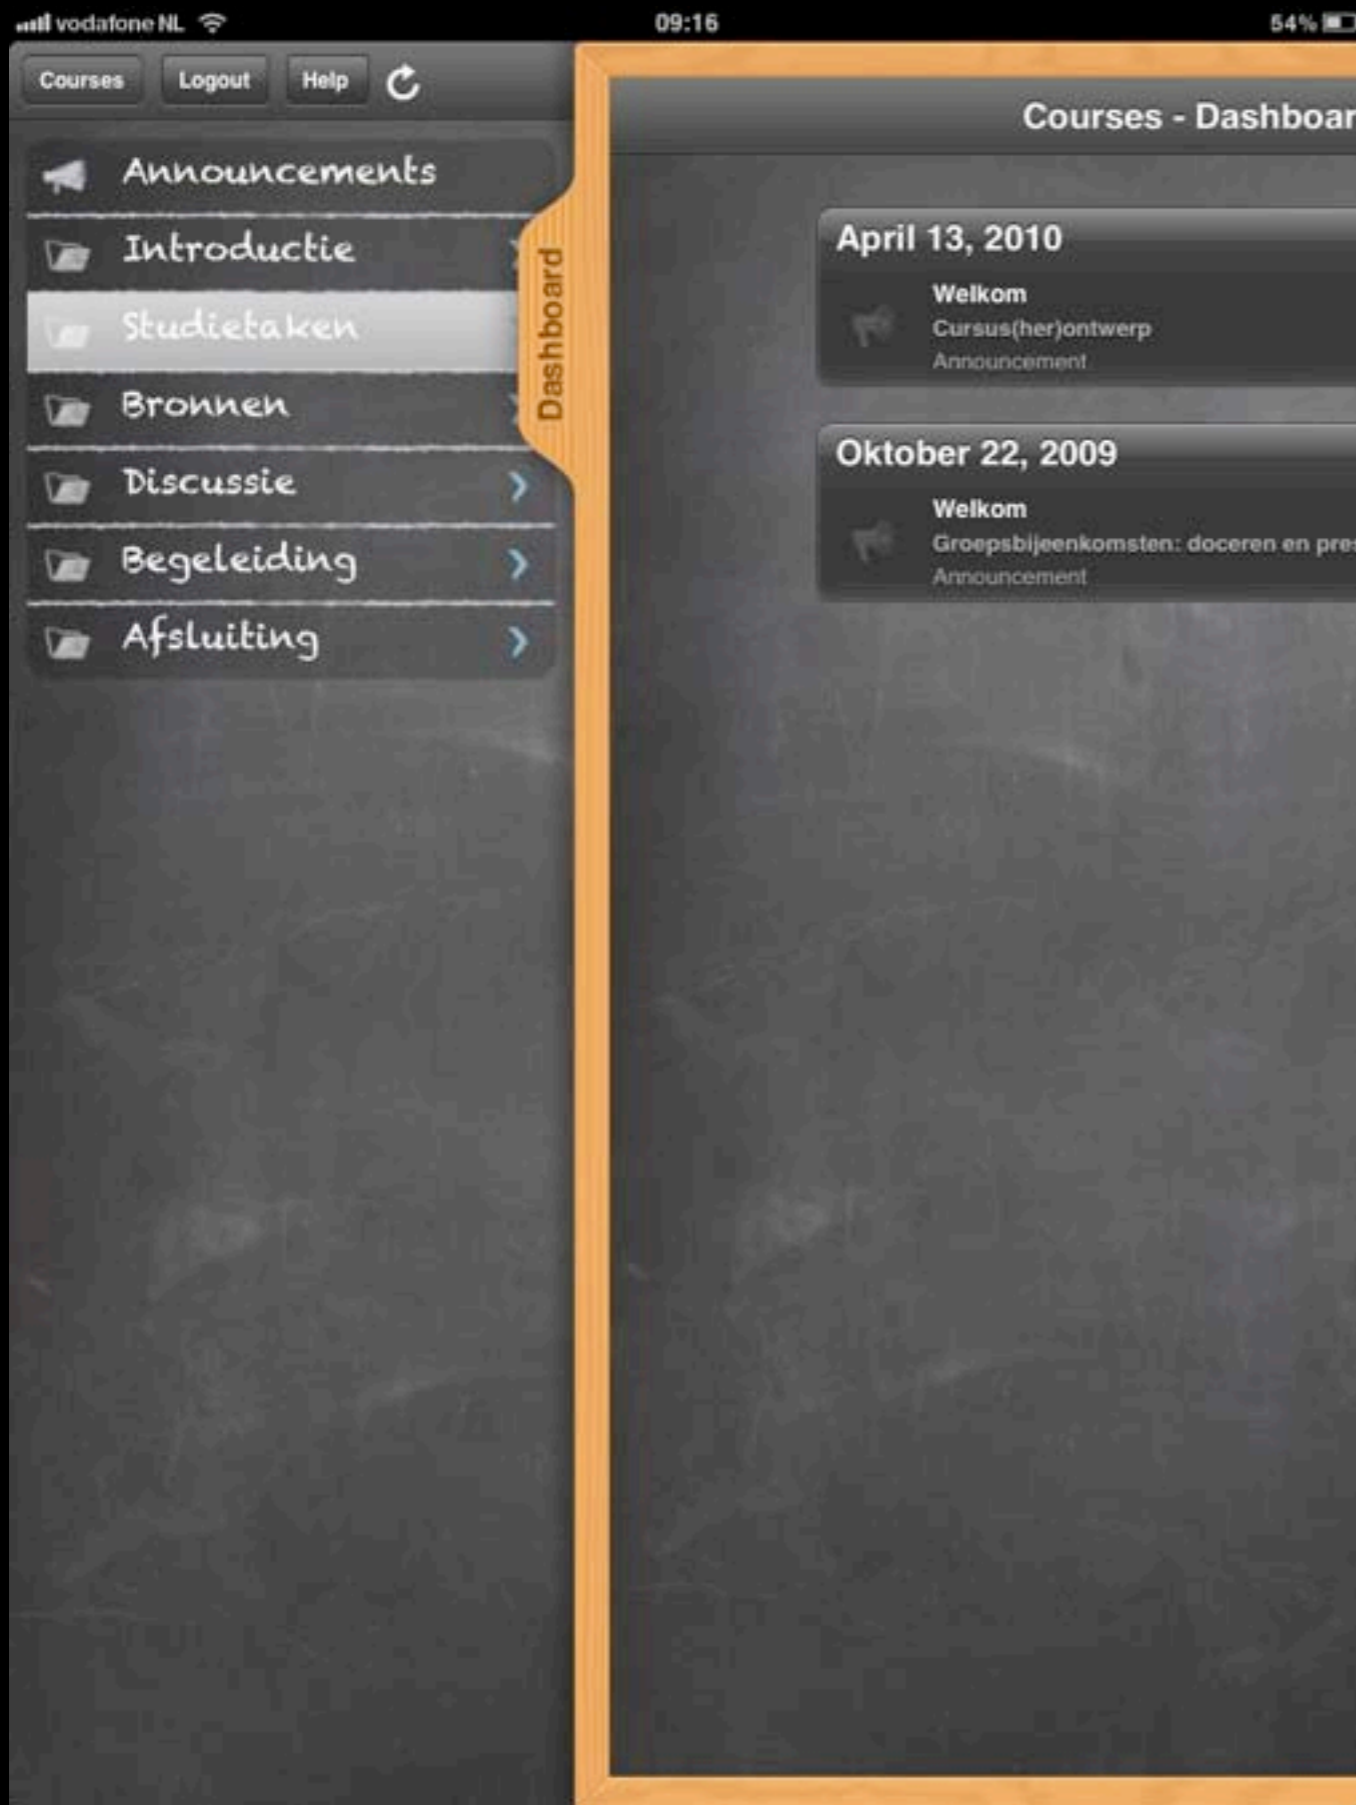 vodafone NL
09:16
54%
Courses
Logout
Help
Announcements
Introductie
Studietaken
Bronnen
Discussie
Begeleiding
Afsluiting
Dashboard
Courses - Dashboar
April 13, 2010
Welkom
Cursus(her)ontwerp
Announcement
Oktober 22, 2009
Welkom
Groepsbijeenkomsten: doceren en pres
Announcement